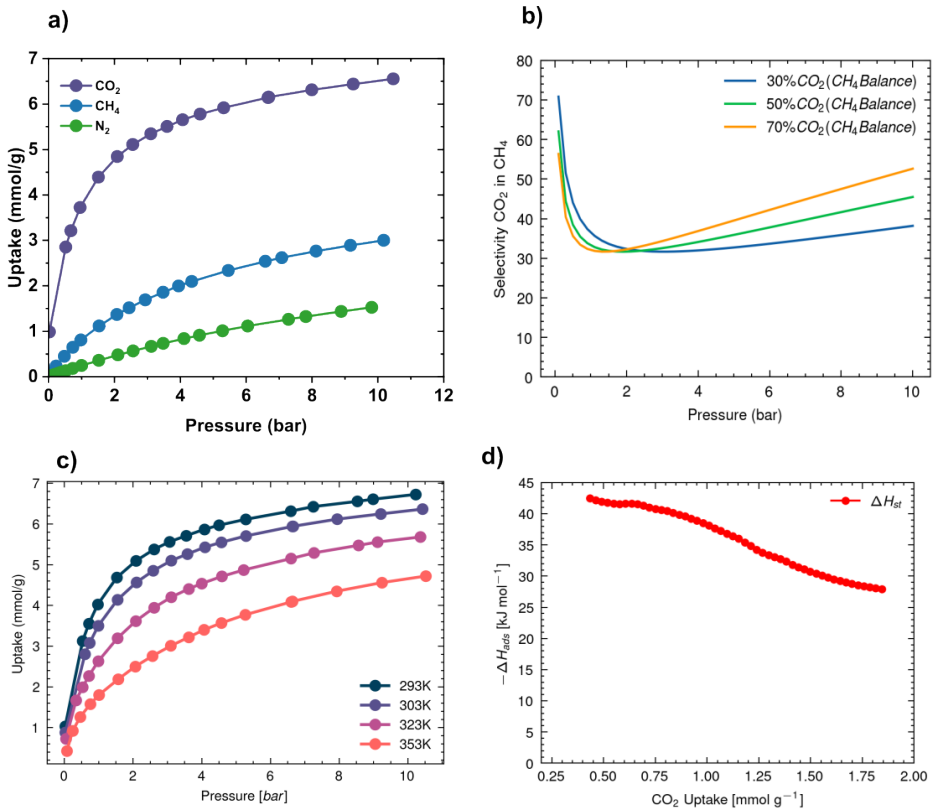 a)
7
6
5
4
3
2
1
0
0
2
4
6
8
10
12
Uptake (mmol/g)
Pressure (bar)
CO2
CH4
N2
b)
80
70
60
50
40
30
20
10
0
0
2
4
6
8
10
Selectivity CO2 in CH4
Pressure (bar)
30%CO2(CH4Balance)
50%CO2(CH4Balance)
70%CO2(CH4Balance)
c)
7
6
5
4
3
2
1
0
2
4
6
8
10
Uptake (mmol/g)
Pressure [bar]
293K
303K
323K
353K
d)
45
40
35
30
25
20
15
10
5
0
0.25
0.50
0.75
1.00
1.25
1.50
1.75
2.00
−ΔHads [kJ mol−1]
CO2 Uptake [mmol g−1]
ΔHst